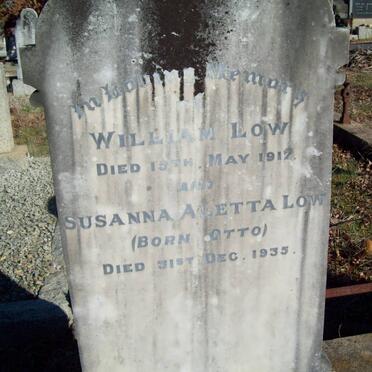 In Loving Memory
WILLIAM LOW
DIED 15TH MAY 1912.
AND
SUSANNA ALETTA LOW
(BORN OTTO)
DIED 31ST DEC. 1935.